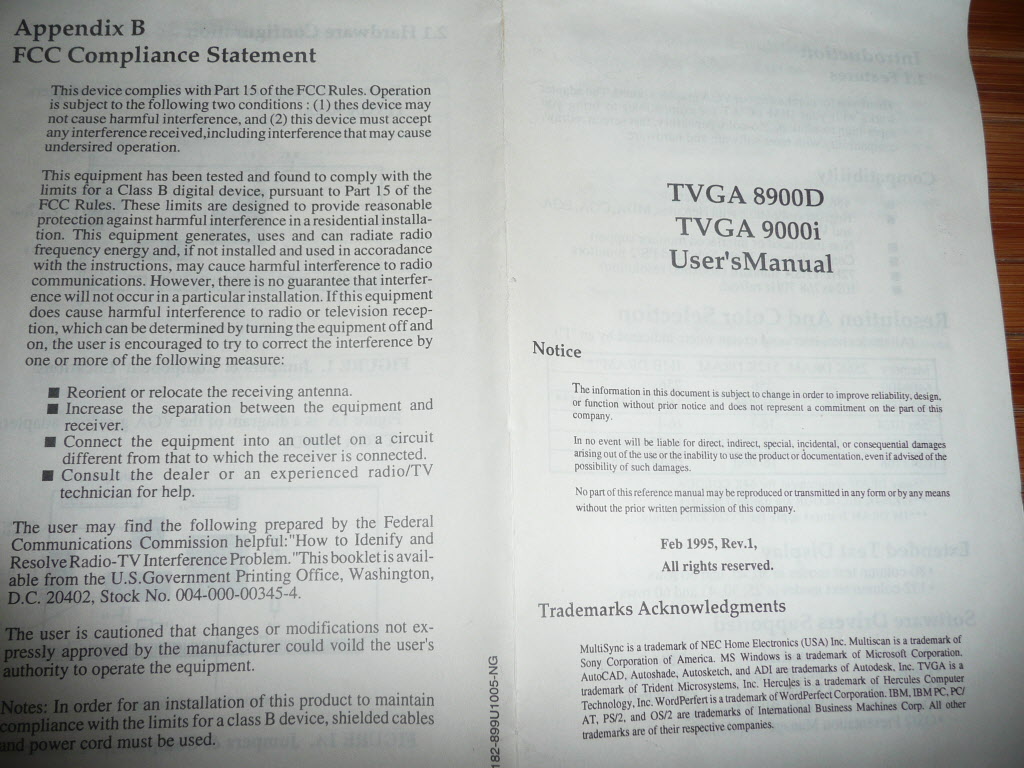 Appendix B
FCC Compliance Statement
This device complies with Part 15 of the FCC Rules. Operation
is subject to the following two conditions : (1) thes device may
not cause harmful interference, and (2) this device must accept
any interference received,including interference that may cause
undersired operation.
This equipment has been tested and found to comply with the
limits for a Class B digital device, pursuant to Part 15 of the
FCC Rules. These limits are designed to provide reasonable
protection against harmful interference in a residential installa-
tion. This equipment generates, uses and can radiate radio
frequency energy and, if not installed and used in accoradance
with the instructions, may cauce harmful interference to radio
communications. However, there is no guarantee that interfer-
ence will not occur in a particular installation. If this equipment
does cause harmful interference to radio or television recep-
tion, which can be determined by turning the equipment off and
on, the user is encouraged to try to correct the interference by
one or more of the following measure:
■ Reorient or relocate the receiving antenna.
■ Increase the separation between the equipment and
receiver.
■ Connect the equipment into an outlet on a circuit
different from that to which the receiver is connected.
■ Consult the dealer or an experienced radio/TV
technician for help.
The user may find the following prepared by the Federal
Communications Commission helpful:"How to Idenify and
Resolve Radio-TV Interference Problem. "This booklet is avail-
able from the U.S.Government Printing Office, Washington,
D.C. 20402, Stock No. 004-000-00345-4.
The user is cautioned that changes or modifications not ex-
pressly approved by the manufacturer could voild the user's
authority to operate the equipment.
Notes: In order for an installation of this product to maintain
compliance with the limits for a class B device, shielded cables
and power cord must be used.
182-899U1005-NG
TVGA 8900D
TVGA 9000i
User'sManual
Notice
The information in this document is subject to change in order to improve reliability, design,
or function without prior notice and does not represent a commitment on the part of this
company.
In no event will be liable for direct, indirect, special, incidental, or consequential damages
arising out of the use or the inability to use the product or documentation, even if advised of the
possibility of such damages.
No part of this reference manual may be reproduced or transmitted in any form or by any means
without the prior written permission of this company.
Feb 1995, Rev.1,
All rights reserved.
Trademarks Acknowledgments
MultiSync is a trademark of NEC Home Electronics (USA) Inc. Multiscan is a trademark of
Sony Corporation of America. MS Windows is a trademark of Microsoft Corporation.
AutoCAD, Autoshade, Autosketch, and ADI are trademarks of Autodesk, Inc. TVGA is a
trademark of Trident Microsystems, Inc. Hercules is a trademark of Hercules Computer
Technology, Inc. WordPerfert is a trademark of WordPerfect Corporation. IBM, IBM PC, PC/
AT, PS/2, and OS/2 are trademarks of International Business Machines Corp. All other
trademarks are of their respective companies.